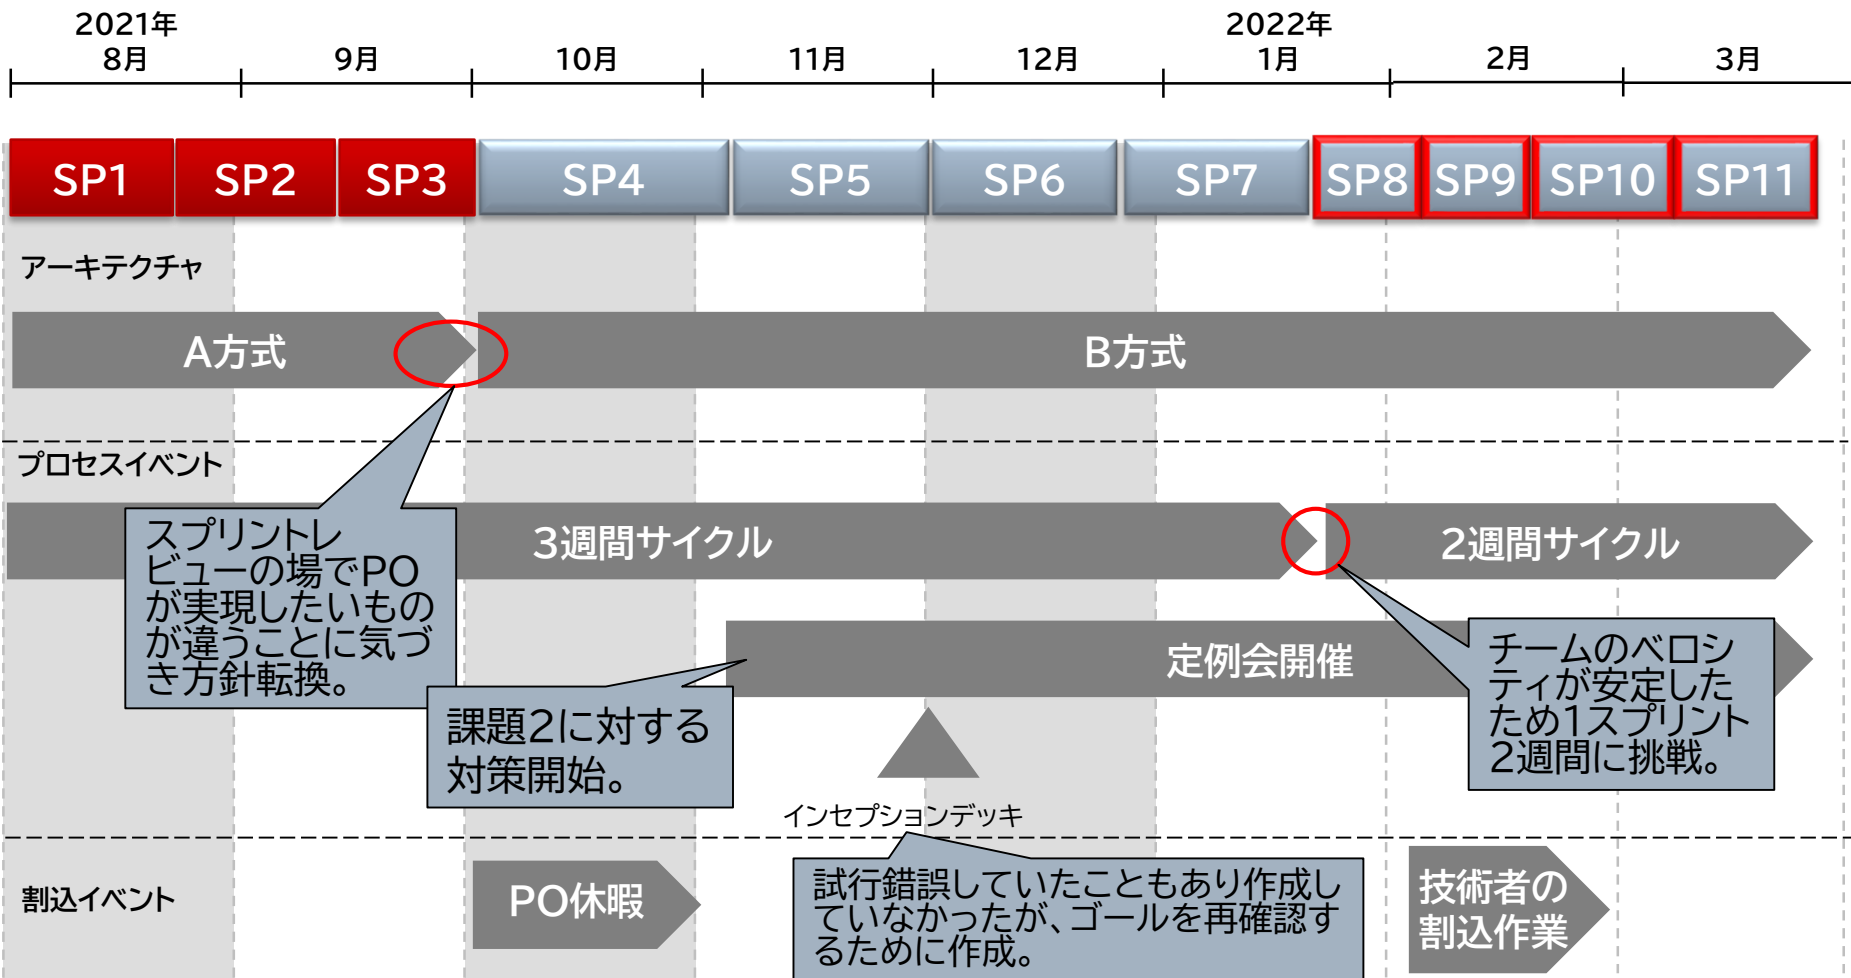 2021年
8月
9月
10月
11月
12月
2022年
1月
2月
3月
SP1
SP2
SP3
SP4
SP5
SP6
SP7
SP8
SP9
SP10
SP11
アーキテクチャ
A方式
B方式
プロセスイベント
スプリントレ
ビューの場でPO
が実現したいもの
が違うことに気づ
き方針転換。
3週間サイクル
2週間サイクル
定例会開催
チームのベロシ
ティが安定した
ため1スプリント
2週間に挑戦。
課題2に対する
対策開始。
インセプションデッキ
割込イベント
PO休暇
試行錯誤していたこともあり作成し
ていなかったが、ゴールを再確認す
るために作成。
技術者の
割込作業